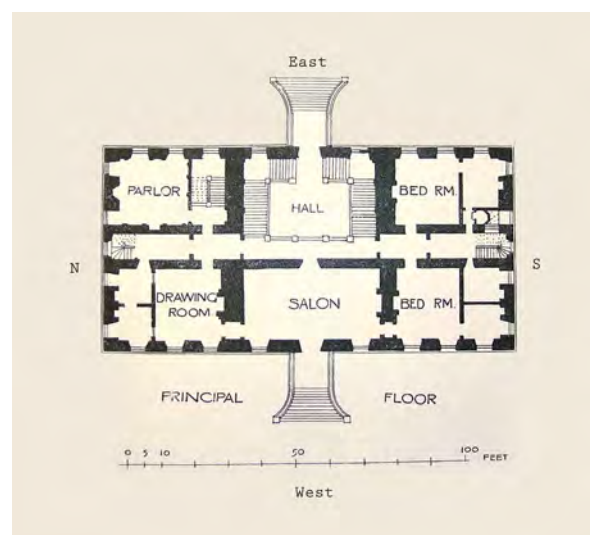 East
PARLOR
HALL
BED RM.
N
S
DRAWING
ROOM
SALON
BED RM.
PRINCIPAL FLOOR
0 5 10 50 100 FEET
West